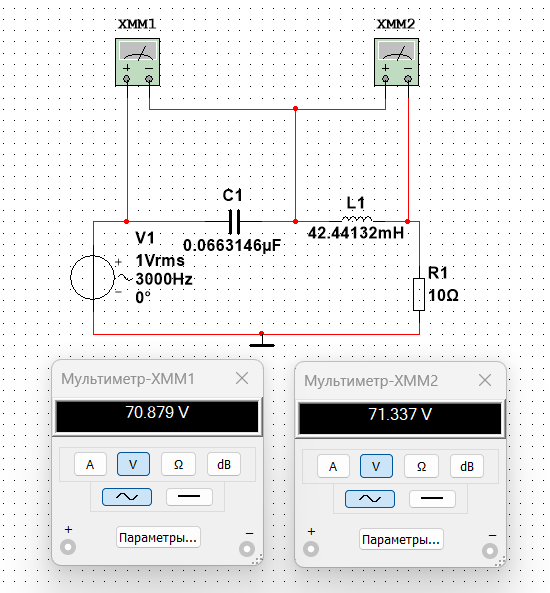 XMM1
XMM2
C1
0.0663146µF
L1
42.44132mH
V1
1Vrms
3000Hz
0°
R1
10Ω
Мультиметр-XMM1
70.879 V
A V Ω dB
+ Параметры... −
Мультиметр-XMM2
71.337 V
A V Ω dB
+ Параметры... −